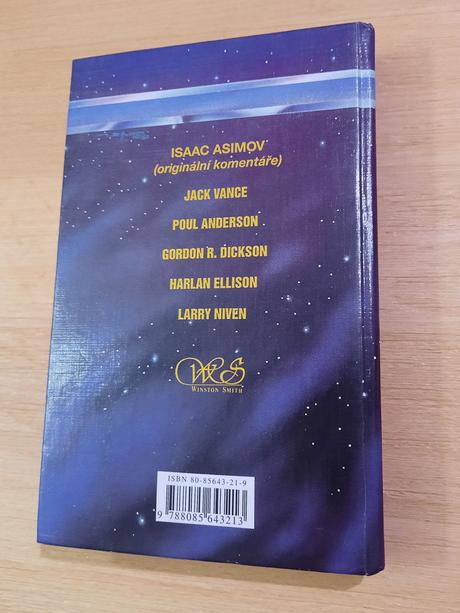 ISAAC ASIMOV
(originální komentáře)
JACK VANCE
POUL ANDERSON
GORDON R. DICKSON
HARLAN ELLISON
LARRY NIVEN
WS
WINSTON SMITH
ISBN 80-85643-21-9
9 788085 643213